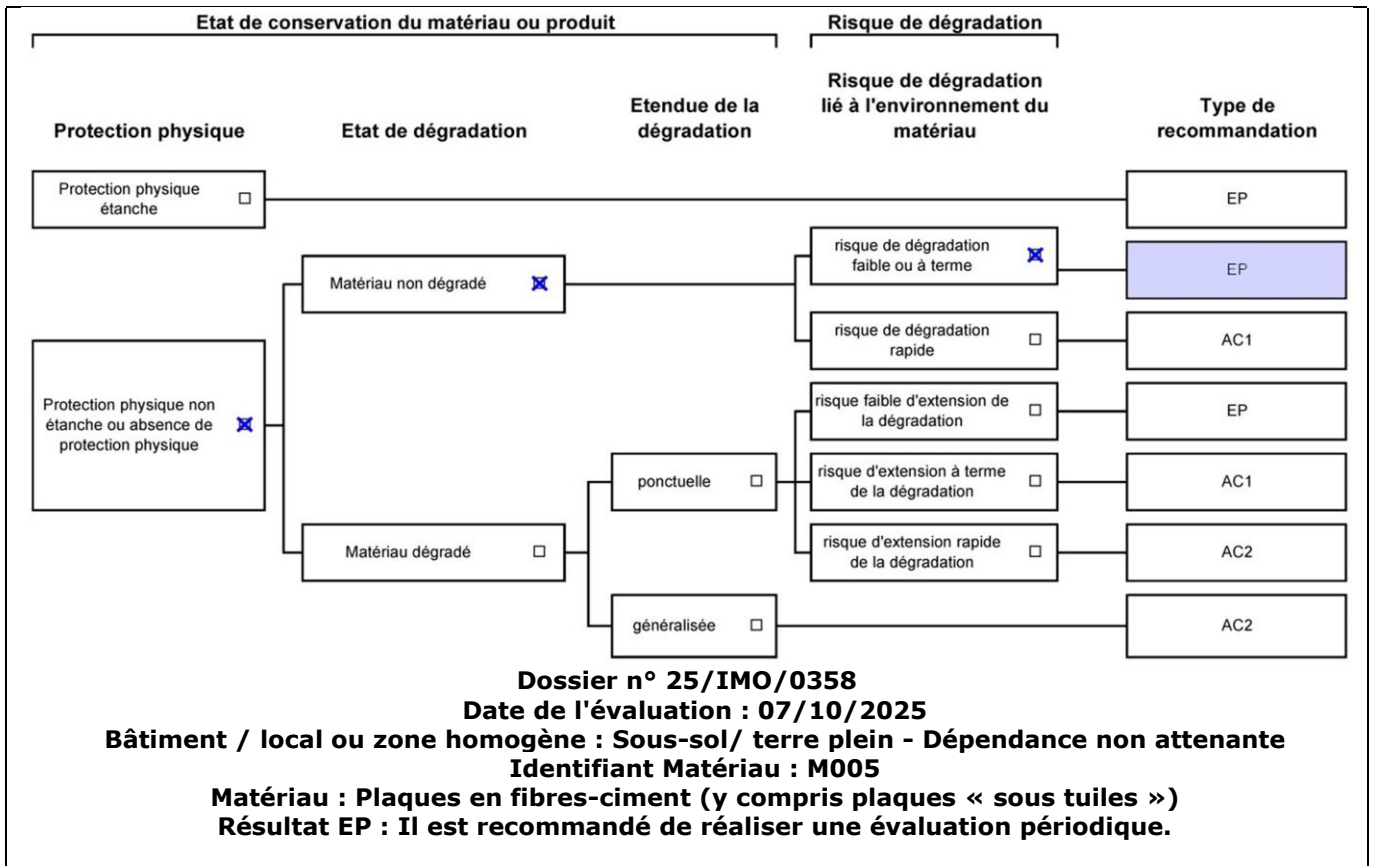 Etat de conservation du matériau ou produit
Risque de dégradation
Protection physique
Etat de dégradation
Etendue de la
dégradation
Risque de dégradation
lié à l'environnement du
matériau
Type de
recommandation
Protection physique
étanche
EP
risque de dégradation
faible ou à terme
EP
Matériau non dégradé
risque de dégradation
rapide
AC1
Protection physique non
étanche ou absence de
protection physique
risque faible d'extension de
la dégradation
EP
ponctuelle
risque d'extension à terme
de la dégradation
AC1
Matériau dégradé
risque d'extension rapide
de la dégradation
AC2
généralisée
AC2
Dossier n° 25/IMO/0358
Date de l'évaluation : 07/10/2025
Bâtiment / local ou zone homogène : Sous-sol/ terre plein - Dépendance non attenante
Identifiant Matériau : M005
Matériau : Plaques en fibres-ciment (y compris plaques « sous tuiles »)
Résultat EP : Il est recommandé de réaliser une évaluation périodique.